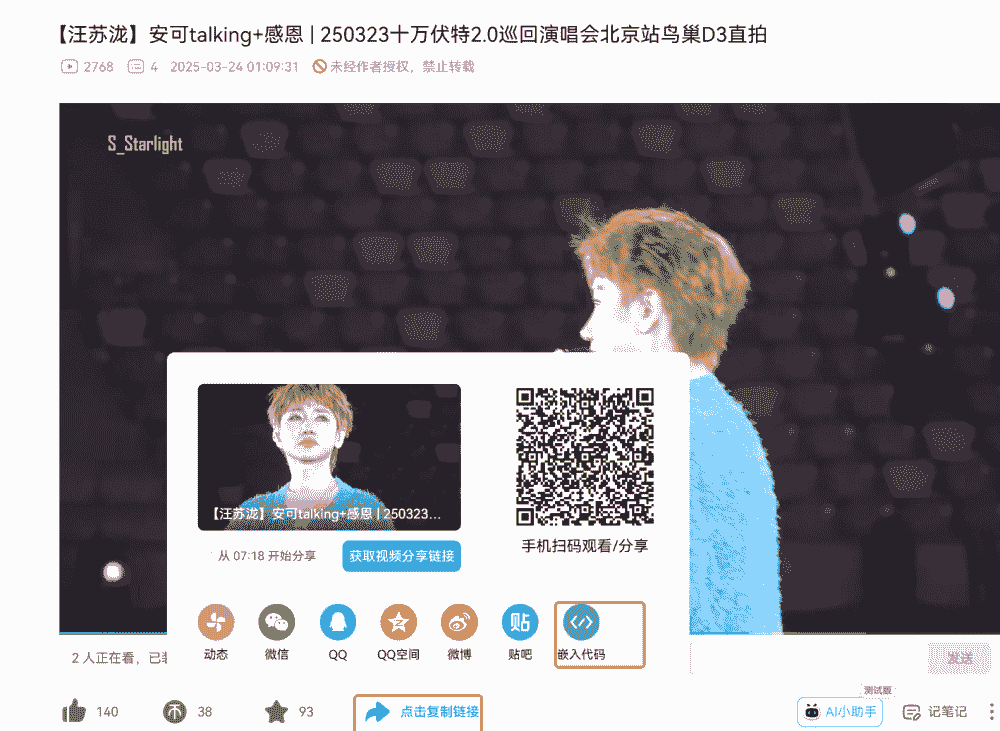 【汪苏泷】安可talking+感恩 | 250323十万伏特2.0巡回演唱会北京站鸟巢D3直拍
2768 4 2025-03-24 01:09:31 未经作者授权，禁止转载
S_Starlight
【汪苏泷】安可talking+感恩 | 250323...
手机扫码观看/分享
从 07:18 开始分享 获取视频分享链接
动态 微信 QQ QQ空间 微博 贴吧 嵌入代码
2 人正在看，已装
发送
测试版
140 38 93 点击复制链接 AI小助手 记笔记